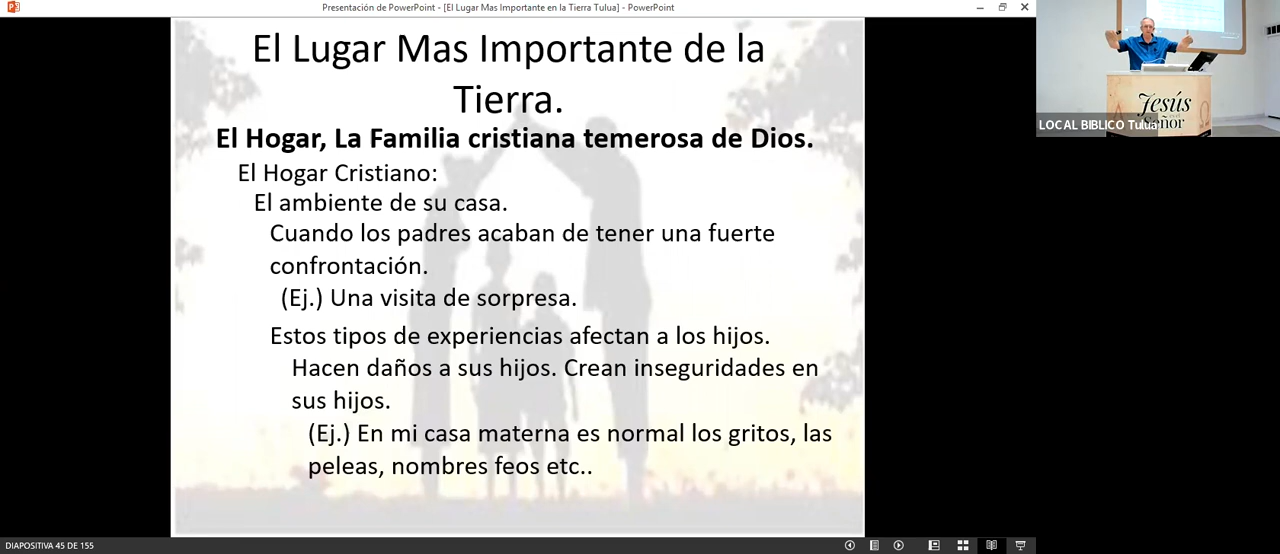 Presentación de PowerPoint - [El Lugar Mas Importante en la Tierra Tulua] - PowerPoint
El Lugar Mas Importante de la
Tierra.
El Hogar, La Familia cristiana temerosa de Dios.
El Hogar Cristiano:
El ambiente de su casa.
Cuando los padres acaban de tener una fuerte
confrontación.
(Ej.) Una visita de sorpresa.
Estos tipos de experiencias afectan a los hijos.
Hacen daños a sus hijos. Crean inseguridades en
sus hijos.
(Ej.) En mi casa materna es normal los gritos, las
peleas, nombres feos etc..
DIAPOSITIVA 45 DE 155
Jesús
Señor
LOCAL BIBLICO Tulua